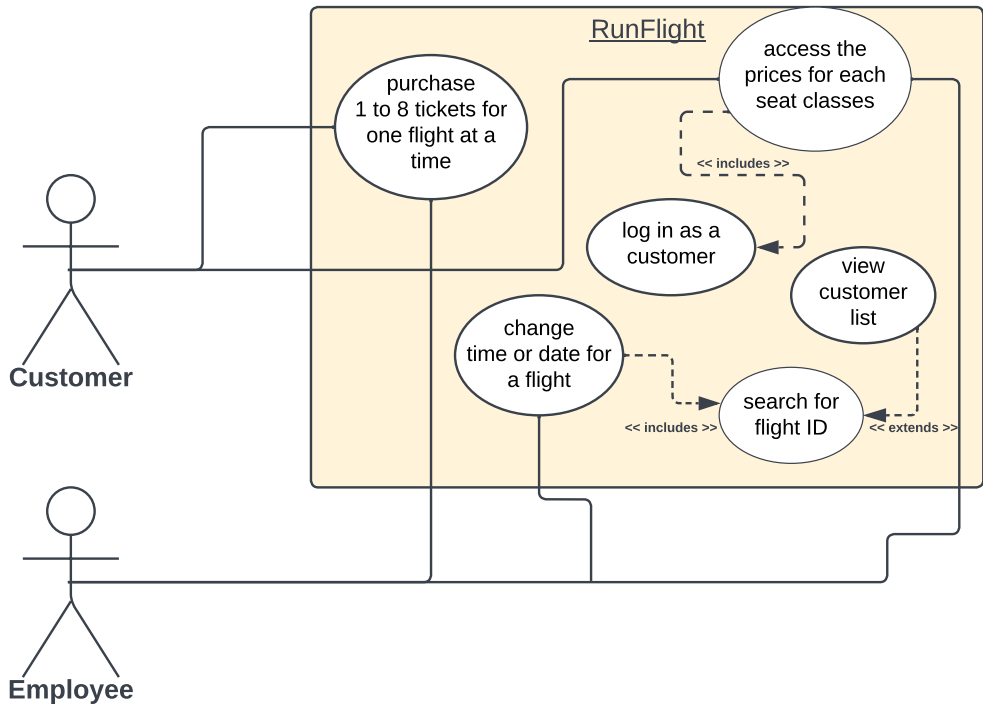 RunFlight
purchase
1 to 8 tickets for
one flight at a
time
access the
prices for each
seat classes
<< includes >>
log in as a
customer
view
customer
list
change
time or date for
a flight
search for
flight ID
<< includes >>
<< extends >>
Customer
Employee